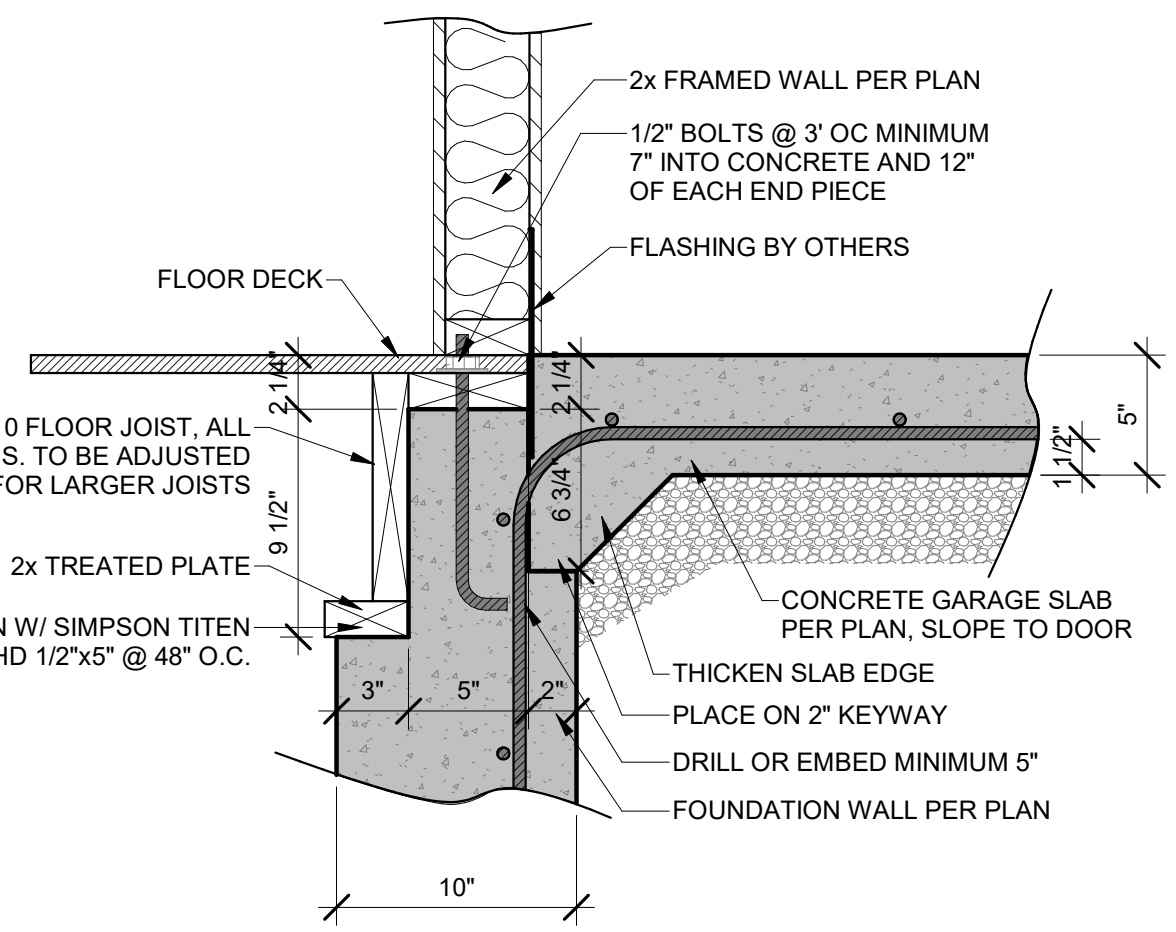 2x FRAMED WALL PER PLAN
1/2" BOLTS @ 3' OC MINIMUM
7" INTO CONCRETE AND 12"
OF EACH END PIECE
FLASHING BY OTHERS
FLOOR DECK
2 1/4"
2 1/4"
5"
1 1/2"
0 FLOOR JOIST, ALL
S. TO BE ADJUSTED
FOR LARGER JOISTS
6 3/4"
9 1/2"
2x TREATED PLATE
N W/ SIMPSON TITEN
HD 1/2"x5" @ 48" O.C.
CONCRETE GARAGE SLAB
PER PLAN, SLOPE TO DOOR
THICKEN SLAB EDGE
3"
5"
2"
PLACE ON 2" KEYWAY
DRILL OR EMBED MINIMUM 5"
FOUNDATION WALL PER PLAN
10"